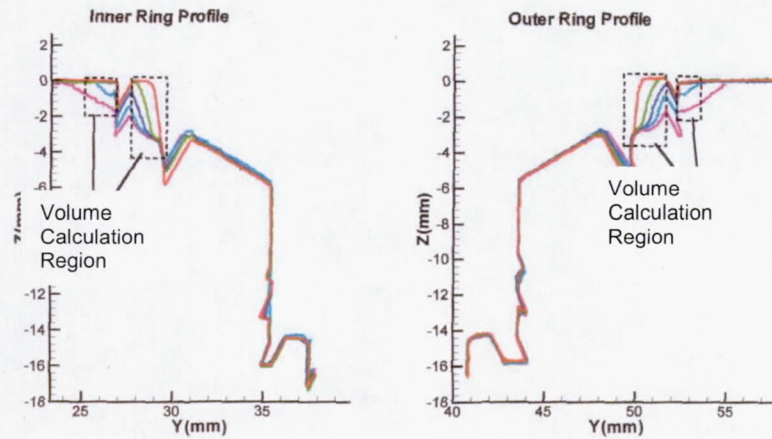 Inner Ring Profile
Outer Ring Profile
2
0
-2
-4
-6
Volume
Calculation
Region
-12
-14
-16
-18
25
30
35
Y(mm)
2
0
-2
-4
-6
-8
-10
-12
-14
-16
-18
Z(mm)
Volume
Calculation
Region
40
45
50
55
Y(mm)